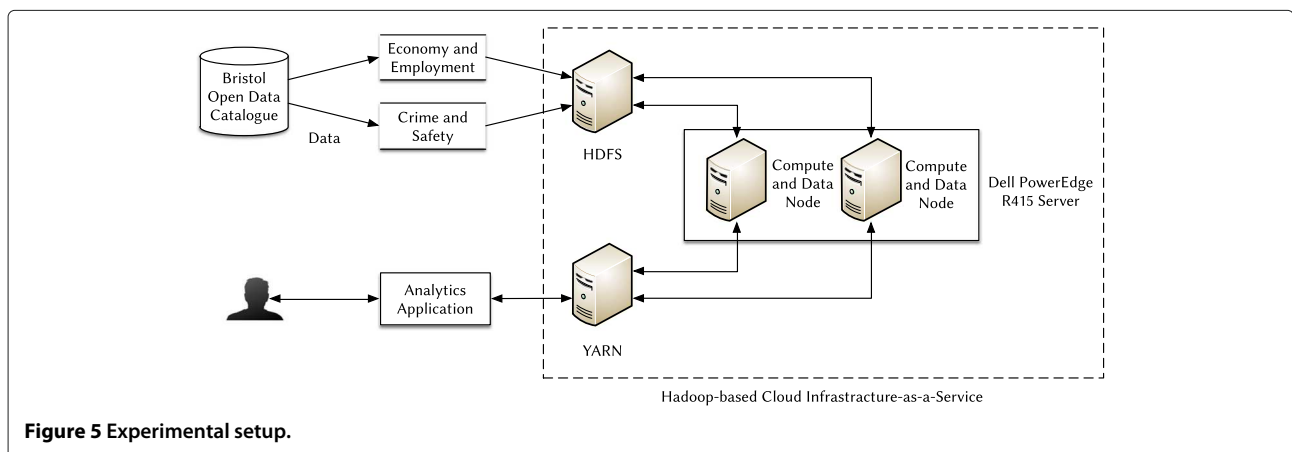 Bristol
Open Data
Catalogue
Data
Economy and
Employment
Crime and
Safety
HDFS
Compute
and Data
Node
Compute
and Data
Node
Dell PowerEdge
R415 Server
Analytics
Application
YARN
Hadoop-based Cloud Infrastracture-as-a-Service
Figure 5 Experimental setup.